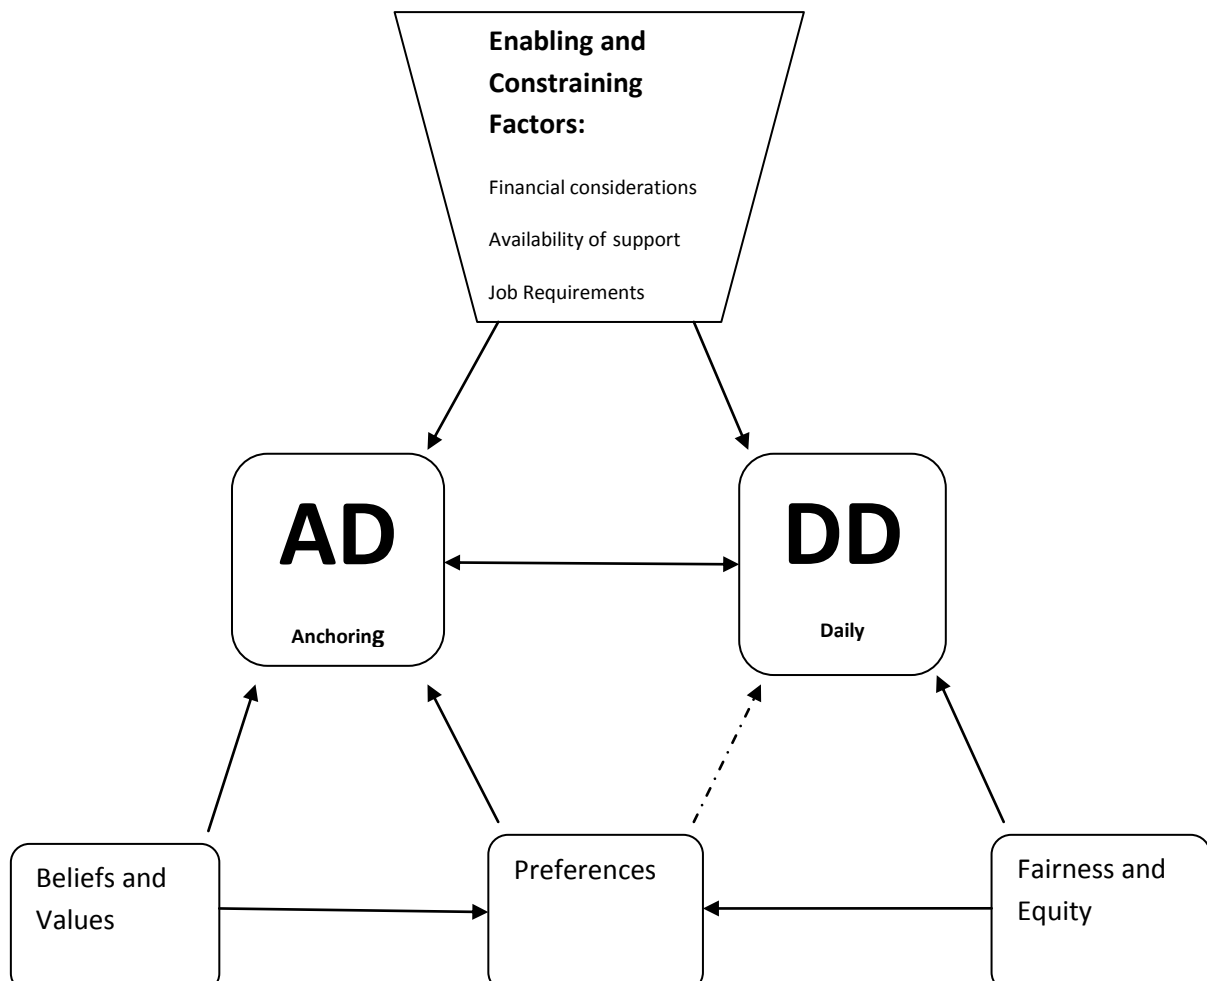 Enabling and
Constraining
Factors:
Financial considerations
Availability of support
Job Requirements
AD
Anchoring
DD
Daily
Beliefs and
Values
Preferences
Fairness and
Equity